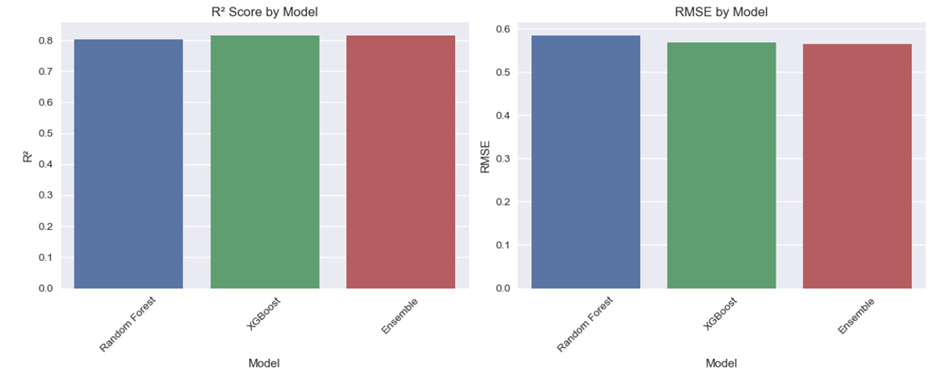 R² Score by Model
R²
0.8
0.7
0.6
0.5
0.4
0.3
0.2
0.1
0.0
Random Forest
XGBoost
Ensemble
Model
RMSE by Model
RMSE
0.6
0.5
0.4
0.3
0.2
0.1
0.0
Random Forest
XGBoost
Ensemble
Model